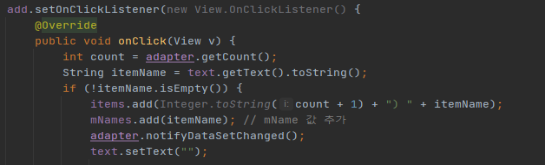 add.setOnClickListener(new View.OnClickListener() {
@Override
public void onClick(View v) {
int count = adapter.getCount();
String itemName = text.getText().toString();
if (!itemName.isEmpty()) {
items.add(Integer.toString( i: count + 1) + ") " + itemName);
mNames.add(itemName); // mName 값 추가
adapter.notifyDataSetChanged();
text.setText("");